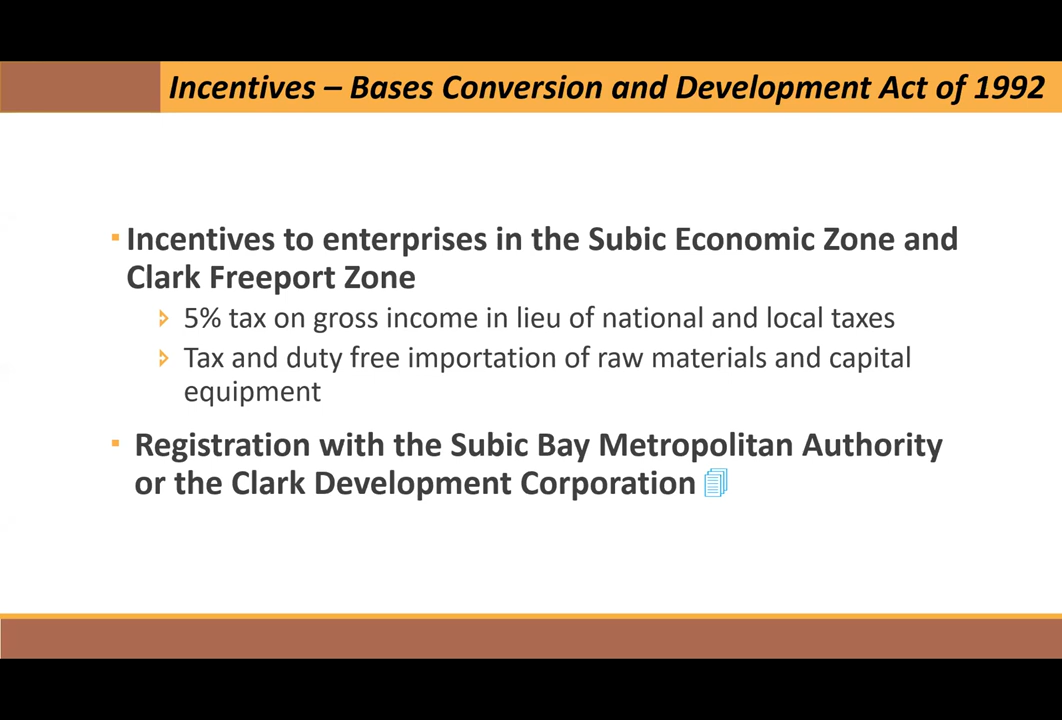 Incentives – Bases Conversion and Development Act of 1992
Incentives to enterprises in the Subic Economic Zone and
Clark Freeport Zone
5% tax on gross income in lieu of national and local taxes
Tax and duty free importation of raw materials and capital
equipment
Registration with the Subic Bay Metropolitan Authority
or the Clark Development Corporation